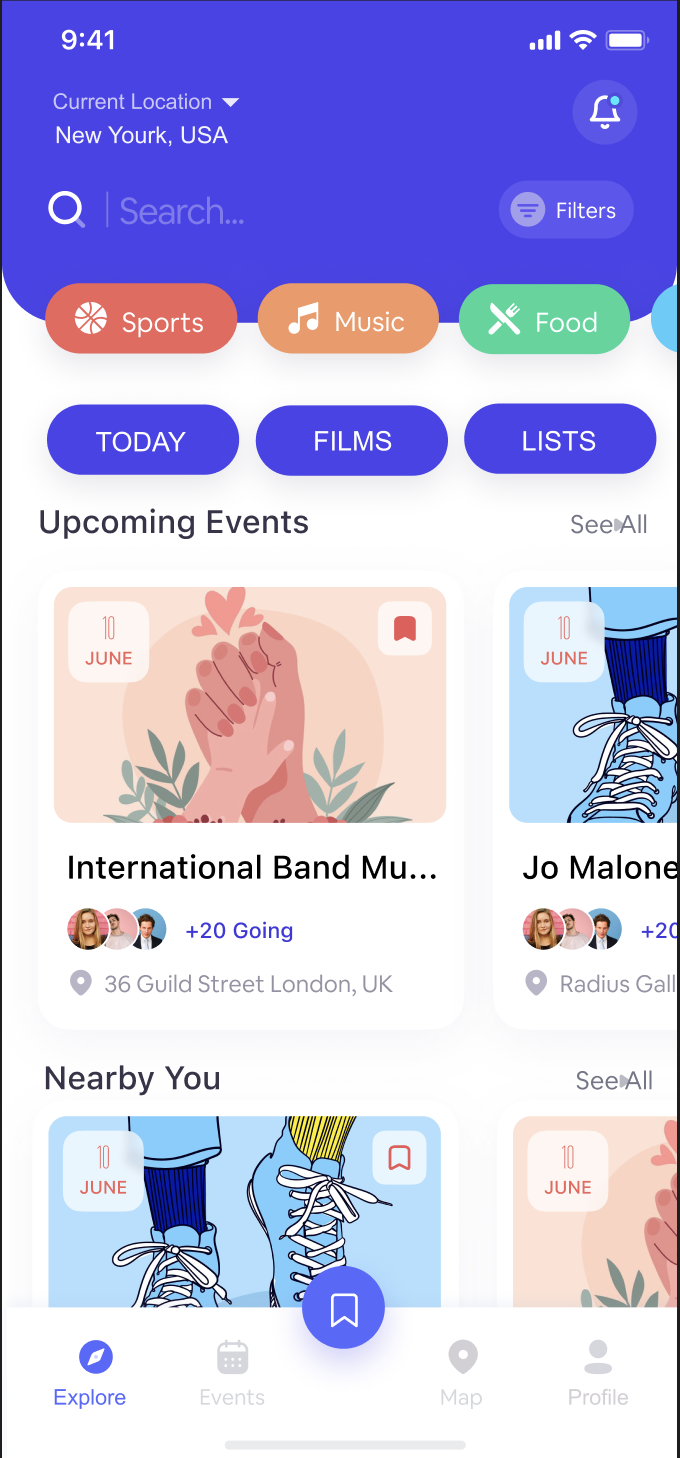 9:41
Current Location
New Yourk, USA
Search...
Filters
Sports
Music
Food
TODAY
FILMS
LISTS
Upcoming Events
See All
10
JUNE
10
JUNE
International Band Mu...
Jo Malone
+20 Going
+20
36 Guild Street London, UK
Radius Gall
Nearby You
See All
10
JUNE
10
JUNE
Explore
Events
Map
Profile